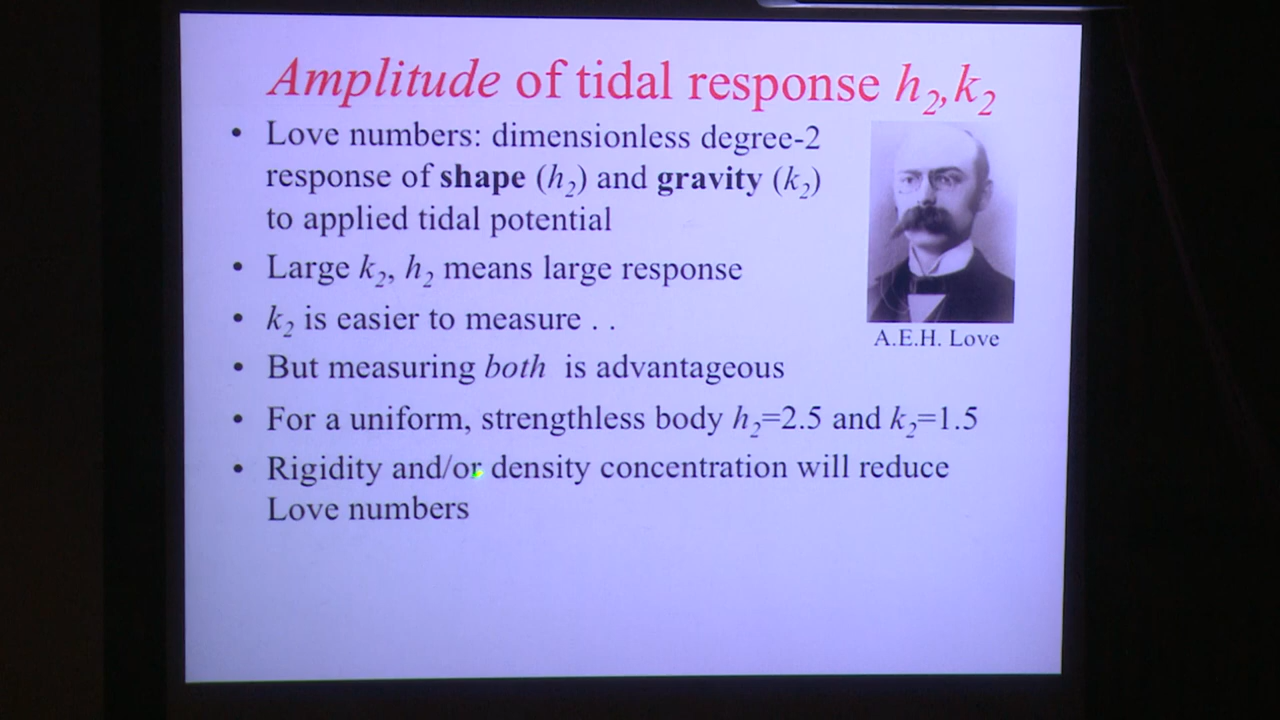 Amplitude of tidal response h₂,k₂
• Love numbers: dimensionless degree-2
response of shape (h₂) and gravity (k₂)
to applied tidal potential
• Large k₂, h₂ means large response
• k₂ is easier to measure . .
• But measuring both is advantageous
• For a uniform, strengthless body h₂=2.5 and k₂=1.5
• Rigidity and/or density concentration will reduce
Love numbers
A.E.H. Love